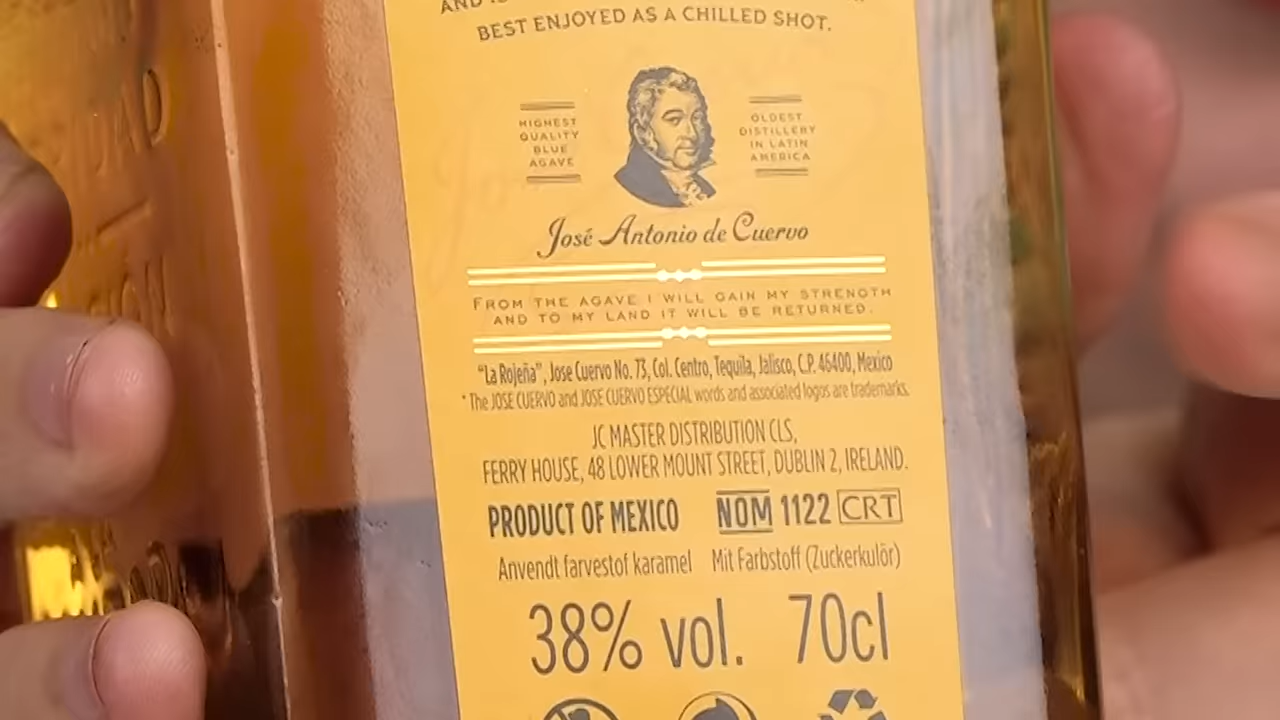 AND
BEST ENJOYED AS A CHILLED SHOT.
HIGHEST
QUALITY
BLUE
AGAVE
OLDEST
DISTILLERY
IN LATIN
AMERICA
José Antonio de Cuervo
FROM THE AGAVE I WILL GAIN MY STRENGTH
AND TO MY LAND IT WILL BE RETURNED.
"La Rojeña", Jose Cuervo No. 73, Col. Centro, Tequila, Jalisco, C.P. 46400, Mexico
* The JOSE CUERVO and JOSE CUERVO ESPECIAL words and associated logos are trademarks.
JC MASTER DISTRIBUTION CLS,
FERRY HOUSE, 48 LOWER MOUNT STREET, DUBLIN 2, IRELAND.
PRODUCT OF MEXICO NOM 1122 CRT
Anvendt farvestof karamel Mit Farbstoff (Zuckerkulör)
38% vol. 70cl